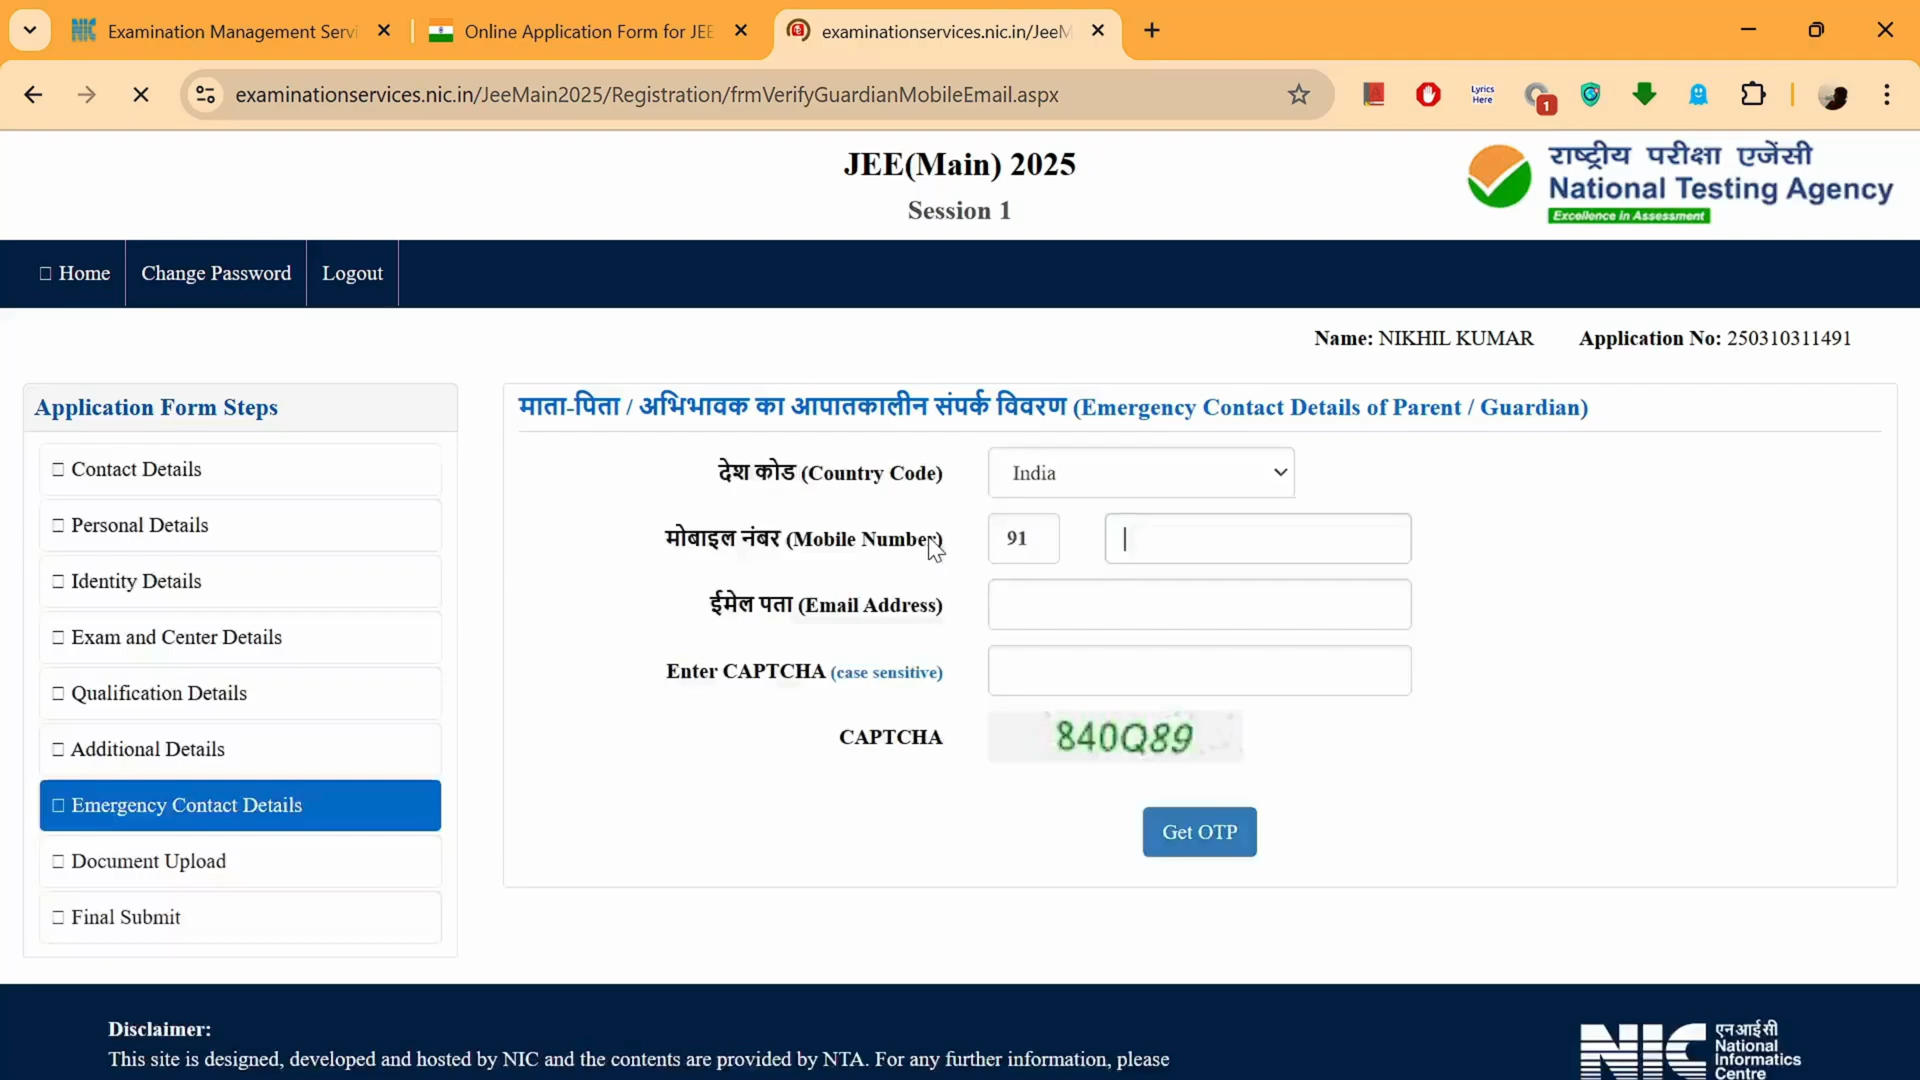 Examination Management Servi
Online Application Form for JEE
examinationservices.nic.in/JeeM
examinationservices.nic.in/JeeMain2025/Registration/frmVerifyGuardianMobileEmail.aspx
Lyrics
Here
1
JEE(Main) 2025
Session 1
राष्ट्रीय परीक्षा एजेंसी
National Testing Agency
Excellence in Assessment
Home
Change Password
Logout
Name: NIKHIL KUMAR
Application No: 250310311491
Application Form Steps
Contact Details
Personal Details
Identity Details
Exam and Center Details
Qualification Details
Additional Details
Emergency Contact Details
Document Upload
Final Submit
माता-पिता / अभिभावक का आपातकालीन संपर्क विवरण (Emergency Contact Details of Parent / Guardian)
देश कोड (Country Code)
India
मोबाइल नंबर (Mobile Number)
91
ईमेल पता (Email Address)
Enter CAPTCHA (case sensitive)
CAPTCHA
840Q89
Get OTP
Disclaimer:
This site is designed, developed and hosted by NIC and the contents are provided by NTA. For any further information, please
NIC
एनआईसी
National
Informatics
Centre